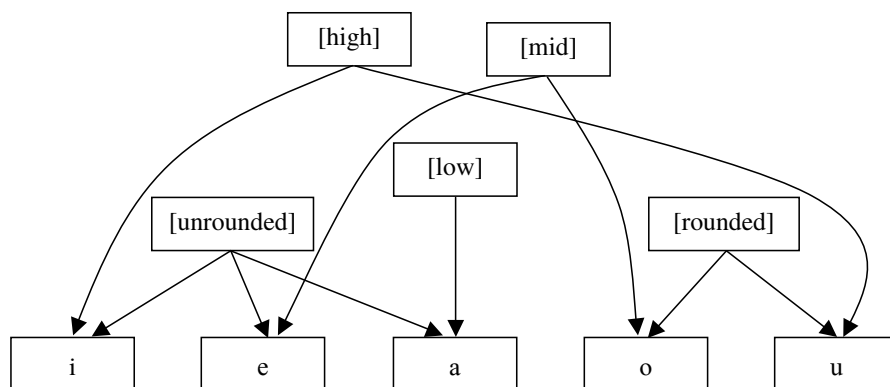 [high]
[mid]
[low]
[unrounded]
[rounded]
i
e
a
o
u